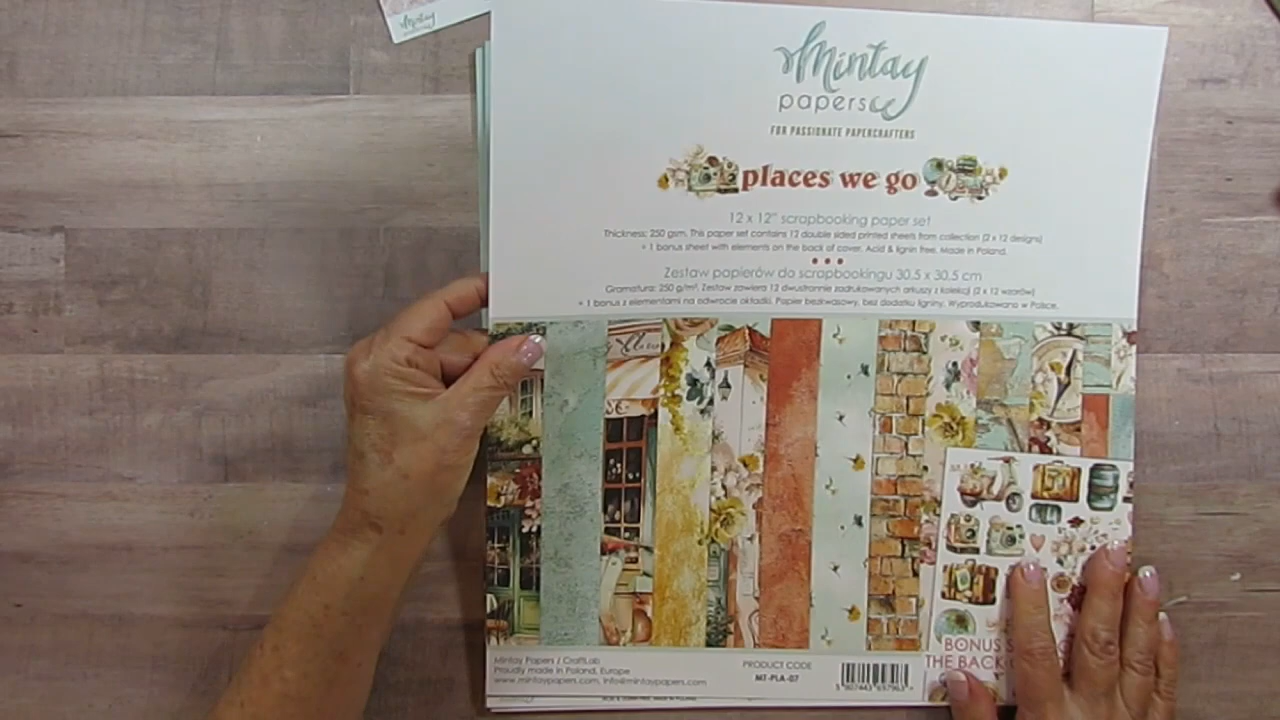 Mintay
Mintay
papers
FOR PASSIONATE PAPERCRAFTERS
places we go
12 x 12" scrapbooking paper set
Thickness: 250 gsm. This paper set contains 12 double sided printed sheets from collection (2 x 12 designs)
+ 1 bonus sheet with elements on the back of cover. Acid & lignin free. Made in Poland.
Zestaw papierów do scrapbookingu 30.5 x 30.5 cm
Gramatura: 250 g/m². Zestaw zawiera 12 dwustronnie zadrukowanych arkuszy z kolekcji (2 x 12 wzorów)
+ 1 bonus z elementami na odwrocie okładki. Papier bezkwasowy, bez dodatku ligniny. Wyprodukowano w Polsce.
BONUS
THE BACK
Mintay Papers / CraftLab
Proudly made in Poland, Europe
www.mintaypapers.com, info@mintaypapers.com
PRODUCT CODE
MT-PLA-07
5 907443 697963 >